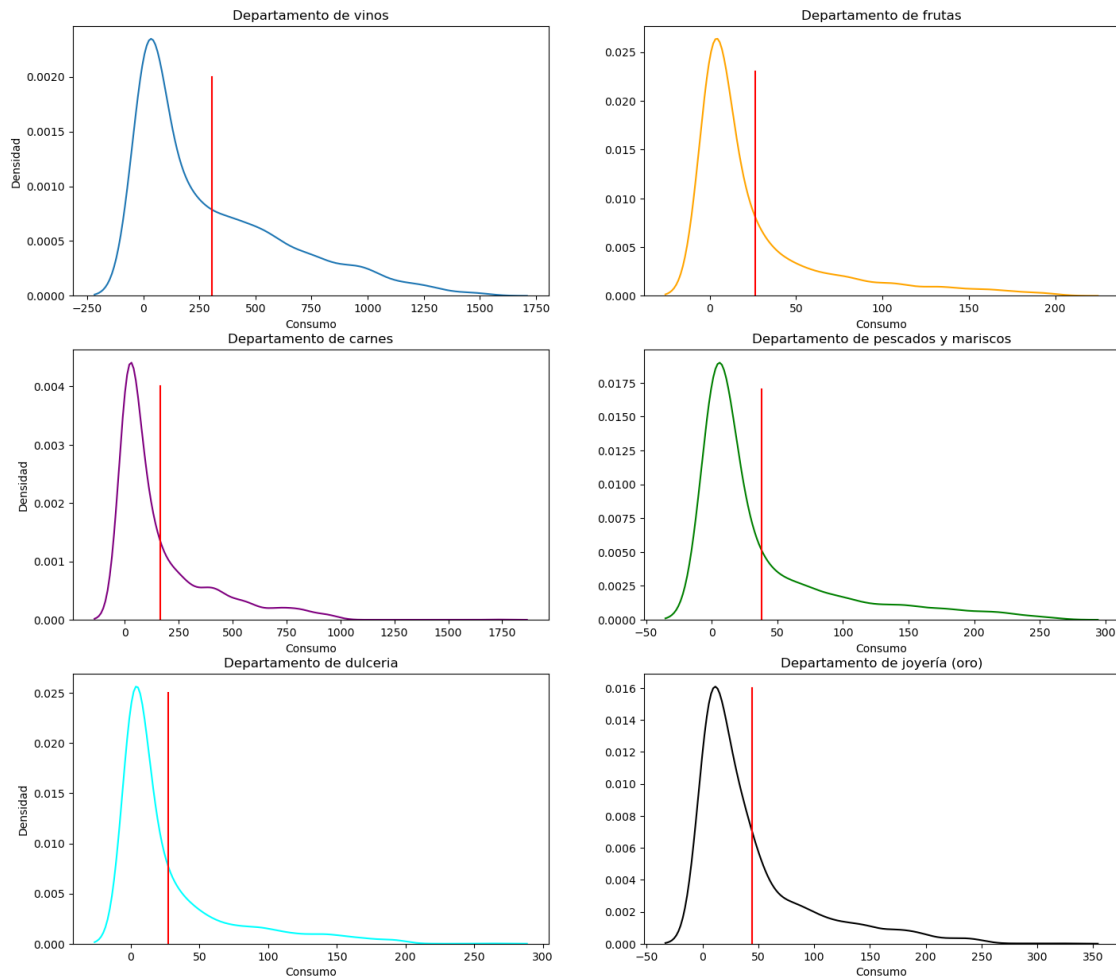 Departamento de vinos
Densidad
0.0020
0.0015
0.0010
0.0005
0.0000
−250 0 250 500 750 1000 1250 1500 1750
Consumo
Departamento de frutas
0.025
0.020
0.015
0.010
0.005
0.000
0 50 100 150 200
Consumo
Departamento de carnes
Densidad
0.004
0.003
0.002
0.001
0.000
0 250 500 750 1000 1250 1500 1750
Consumo
Departamento de pescados y mariscos
0.0175
0.0150
0.0125
0.0100
0.0075
0.0050
0.0025
0.0000
−50 0 50 100 150 200 250 300
Consumo
Departamento de dulceria
Densidad
0.025
0.020
0.015
0.010
0.005
0.000
0 50 100 150 200 250 300
Consumo
Departamento de joyería (oro)
0.016
0.014
0.012
0.010
0.008
0.006
0.004
0.002
0.000
−50 0 50 100 150 200 250 300 350
Consumo